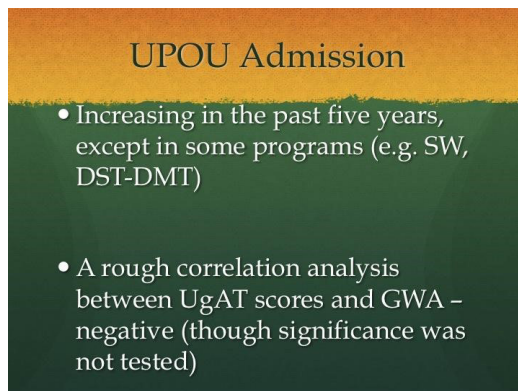 UPOU Admission
• Increasing in the past five years,
except in some programs (e.g. SW,
DST-DMT)
• A rough correlation analysis
between UgAT scores and GWA –
negative (though significance was
not tested)